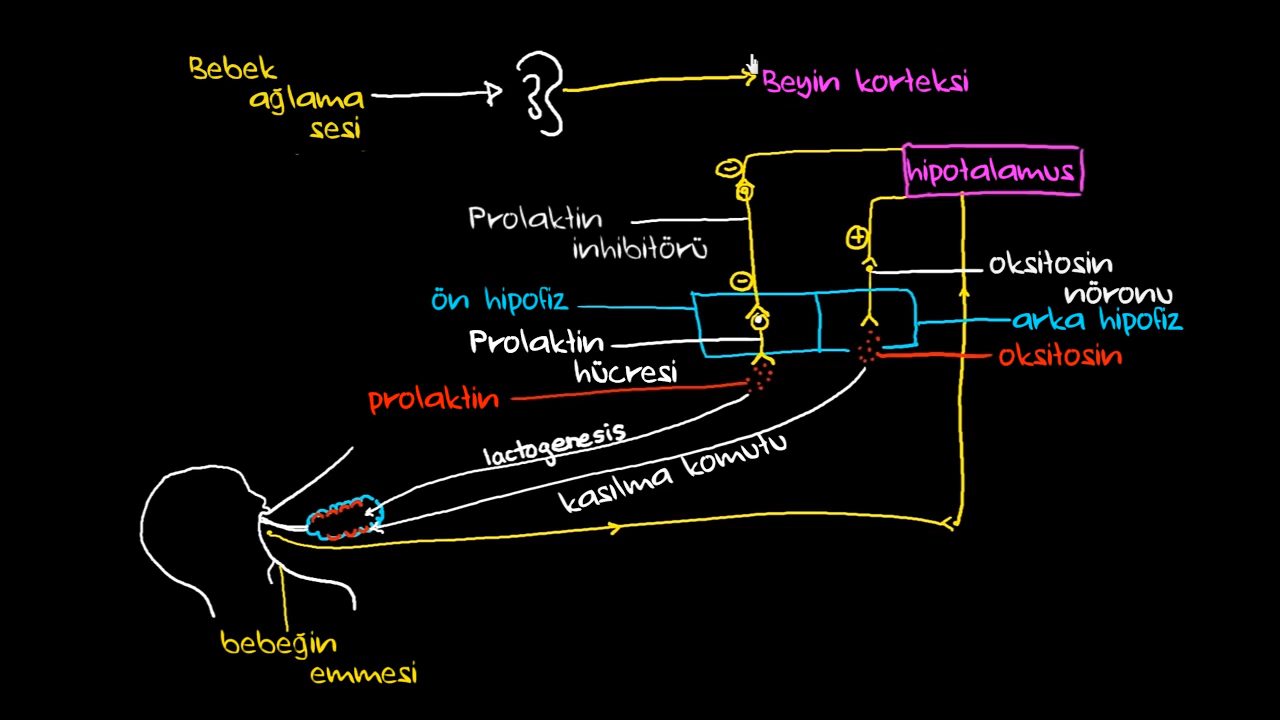 Bebek
ağlama
sesi
Beyin korteksi
hipotalamus
Prolaktin
inhibitörü
oksitosin
nöronu
ön hipofiz
arka hipofiz
Prolaktin
hücresi
oksitosin
prolaktin
lactogenesis
kasılma komutu
bebeğin
emmesi